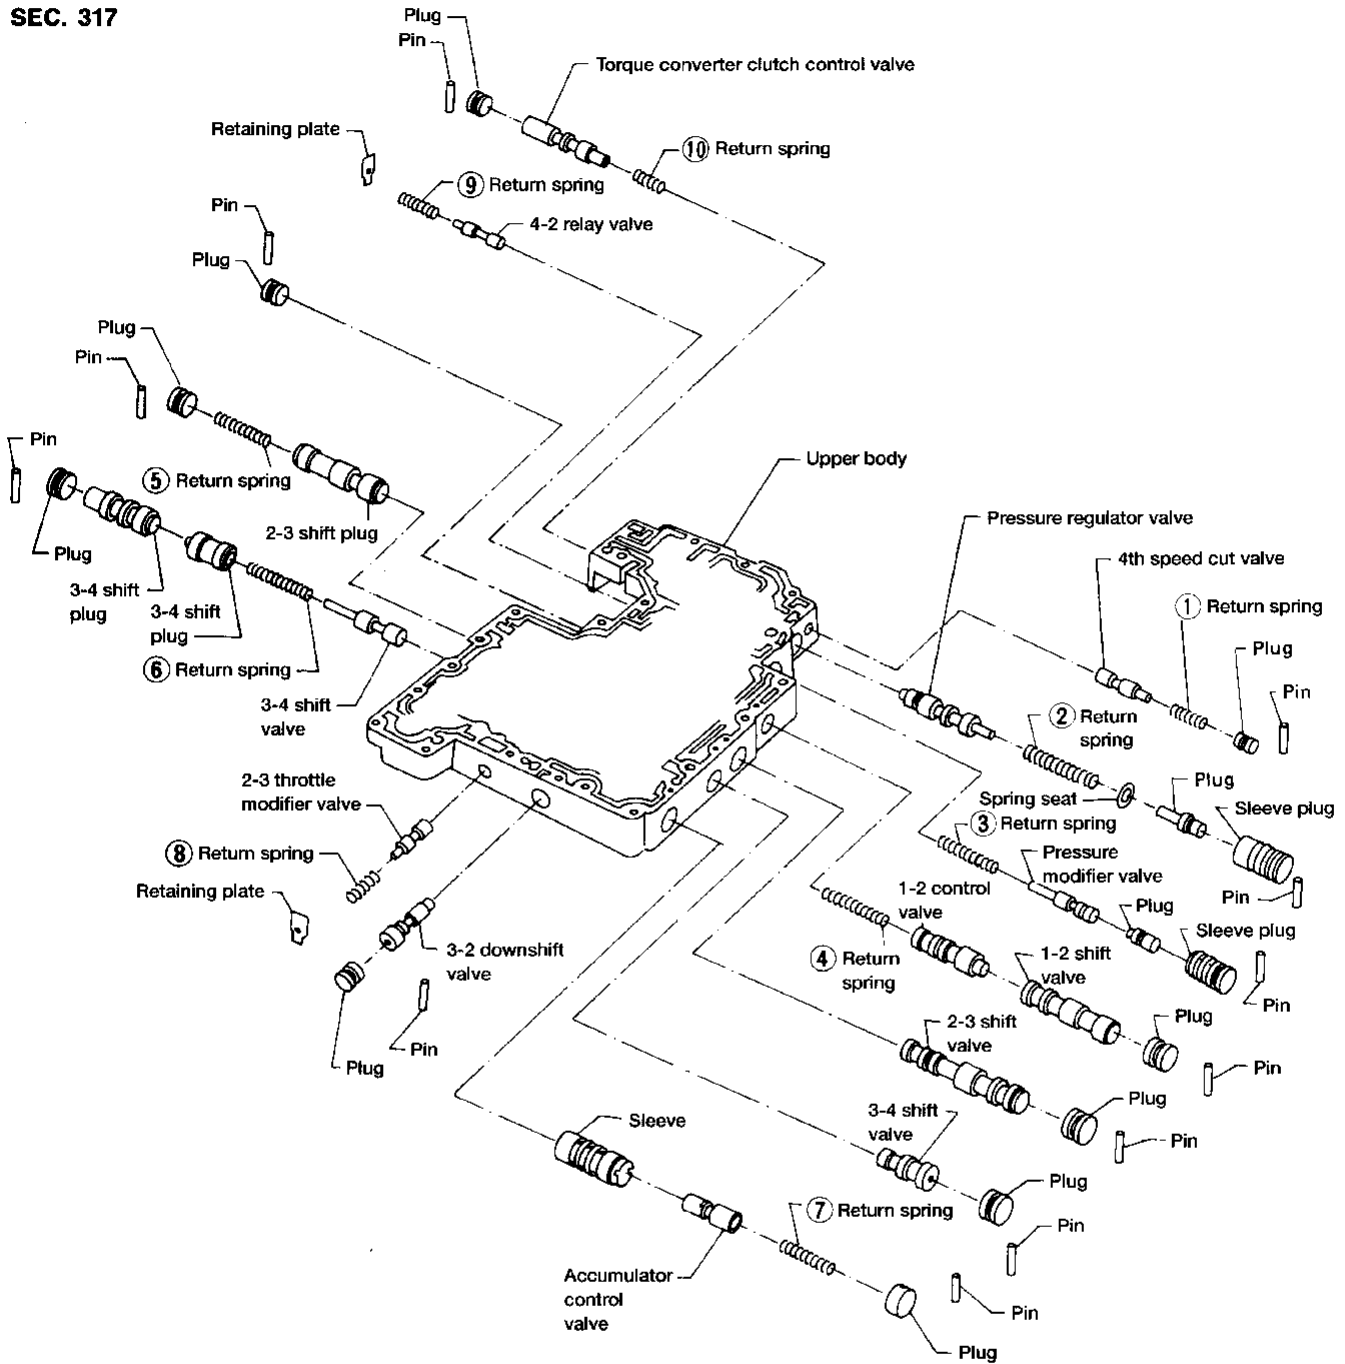 SEC. 317
Plug
Pin
Torque converter clutch control valve
Retaining plate
⑩ Return spring
⑨ Return spring
Pin
4-2 relay valve
Plug
Plug
Pin
Pin
Upper body
⑤ Return spring
2-3 shift plug
Pressure regulator valve
Plug
4th speed cut valve
3-4 shift
plug
3-4 shift
plug
① Return spring
Plug
⑥ Return spring
Pin
3-4 shift
valve
② Return
spring
2-3 throttle
modifier valve
Plug
Spring seat
Sleeve plug
③ Return spring
⑧ Return spring
Pressure
modifier valve
Retaining plate
1-2 control
valve
Pin
Plug
Sleeve plug
3-2 downshift
valve
④ Return
spring
1-2 shift
valve
Pin
Plug
2-3 shift
valve
Pin
Plug
Pin
Plug
Sleeve
3-4 shift
valve
Pin
Plug
⑦ Return spring
Pin
Accumulator
control
valve
Pin
Plug